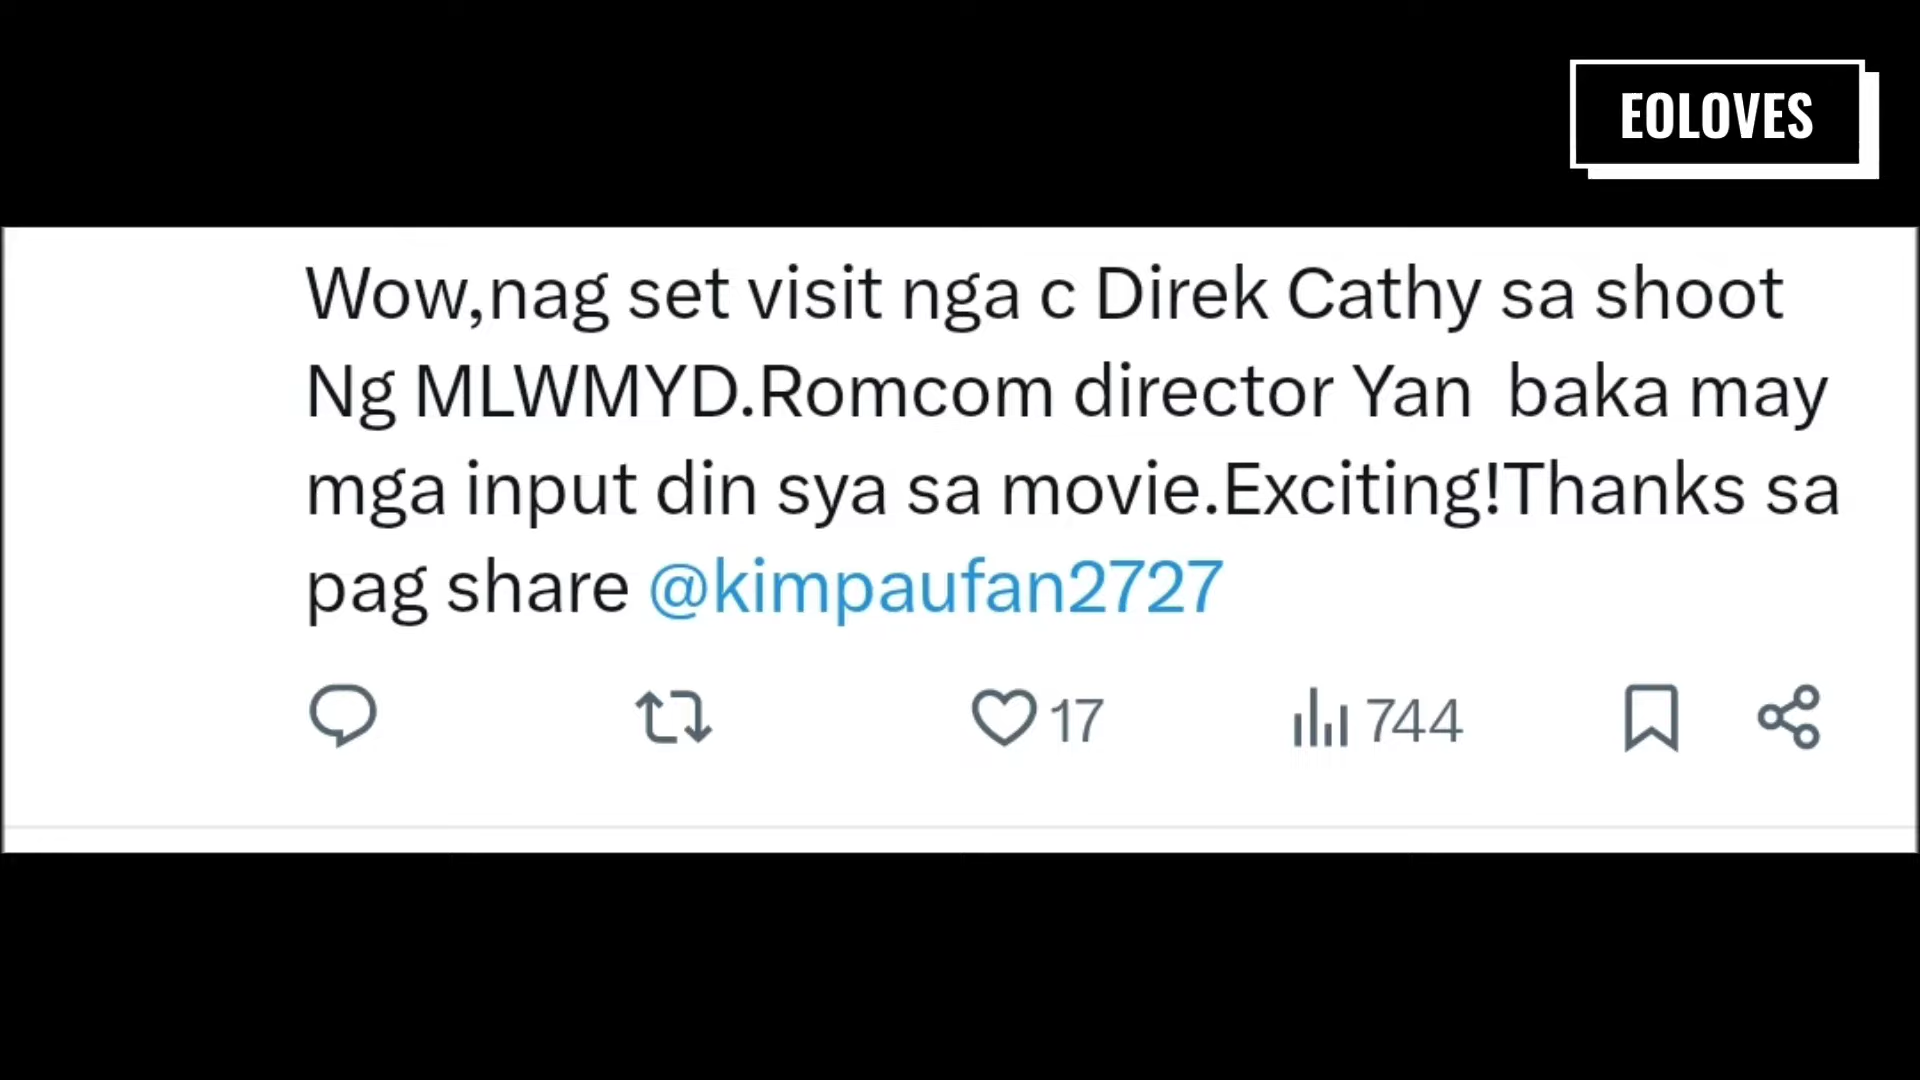 EOLOVES
Wow,nag set visit nga c Direk Cathy sa shoot
Ng MLWMYD.Romcom director Yan  baka may
mga input din sya sa movie.Exciting!Thanks sa
pag share @kimpaufan2727
17 744